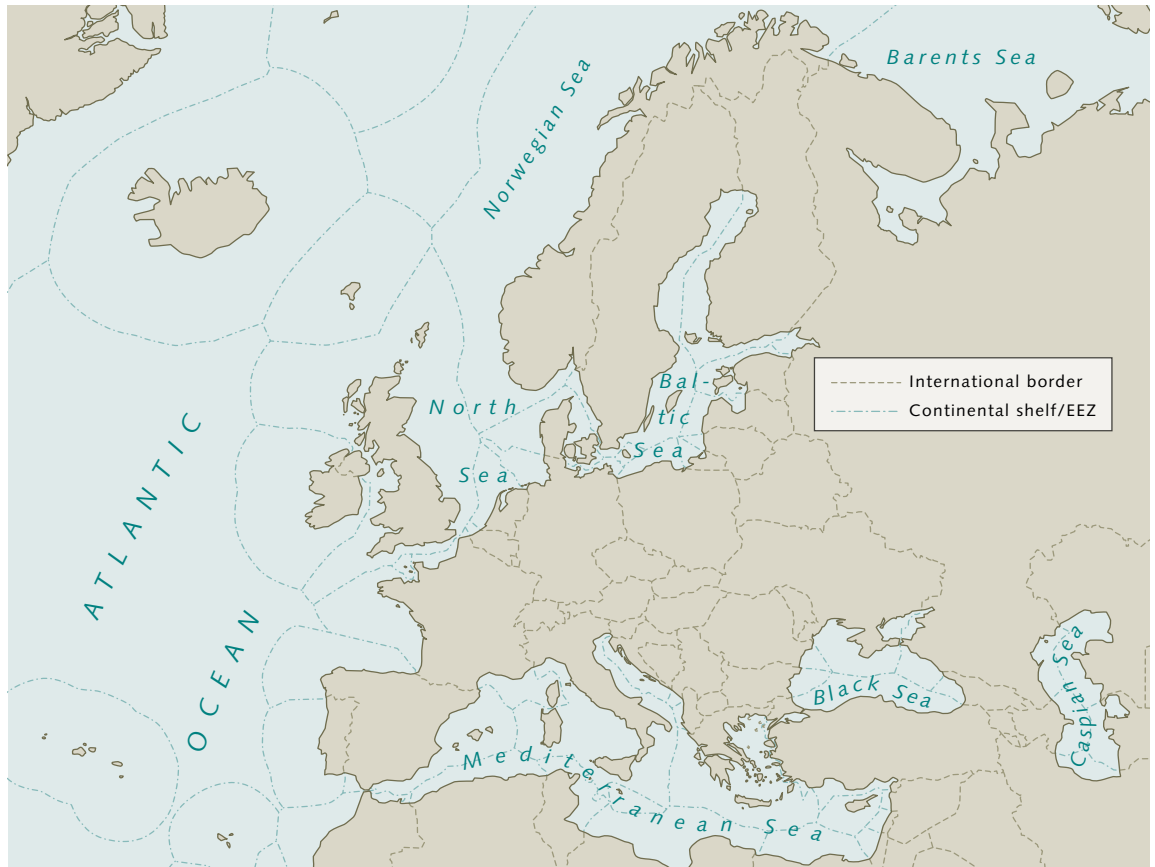 Barents Sea
Norwegian Sea
International border
Continental shelf/EEZ
Bal-
tic
Sea
North
Sea
ATLANTIC
OCEAN
Black Sea
Caspian Sea
Mediterranean Sea